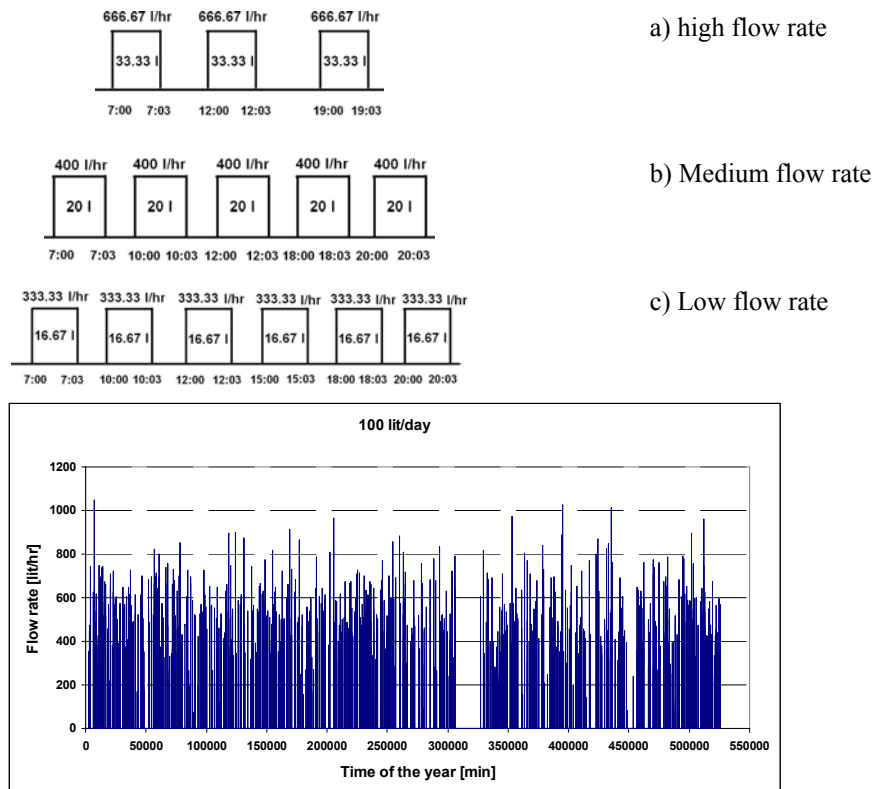 666.67 l/hr 666.67 l/hr 666.67 l/hr
a) high flow rate
33.33 l 33.33 l 33.33 l
7:00 7:03 12:00 12:03 19:00 19:03
400 l/hr 400 l/hr 400 l/hr 400 l/hr 400 l/hr
b) Medium flow rate
20 l 20 l 20 l 20 l 20 l
7:00 7:03 10:00 10:03 12:00 12:03 18:00 18:03 20:00 20:03
333.33 l/hr 333.33 l/hr 333.33 l/hr 333.33 l/hr 333.33 l/hr 333.33 l/hr
c) Low flow rate
16.67 l 16.67 l 16.67 l 16.67 l 16.67 l 16.67 l
7:00 7:03 10:00 10:03 12:00 12:03 15:00 15:03 18:00 18:03 20:00 20:03
100 lit/day
1200
1000
800
600
400
200
0
Flow rate [lit/hr]
0 50000 100000 150000 200000 250000 300000 350000 400000 450000 500000 550000
Time of the year [min]